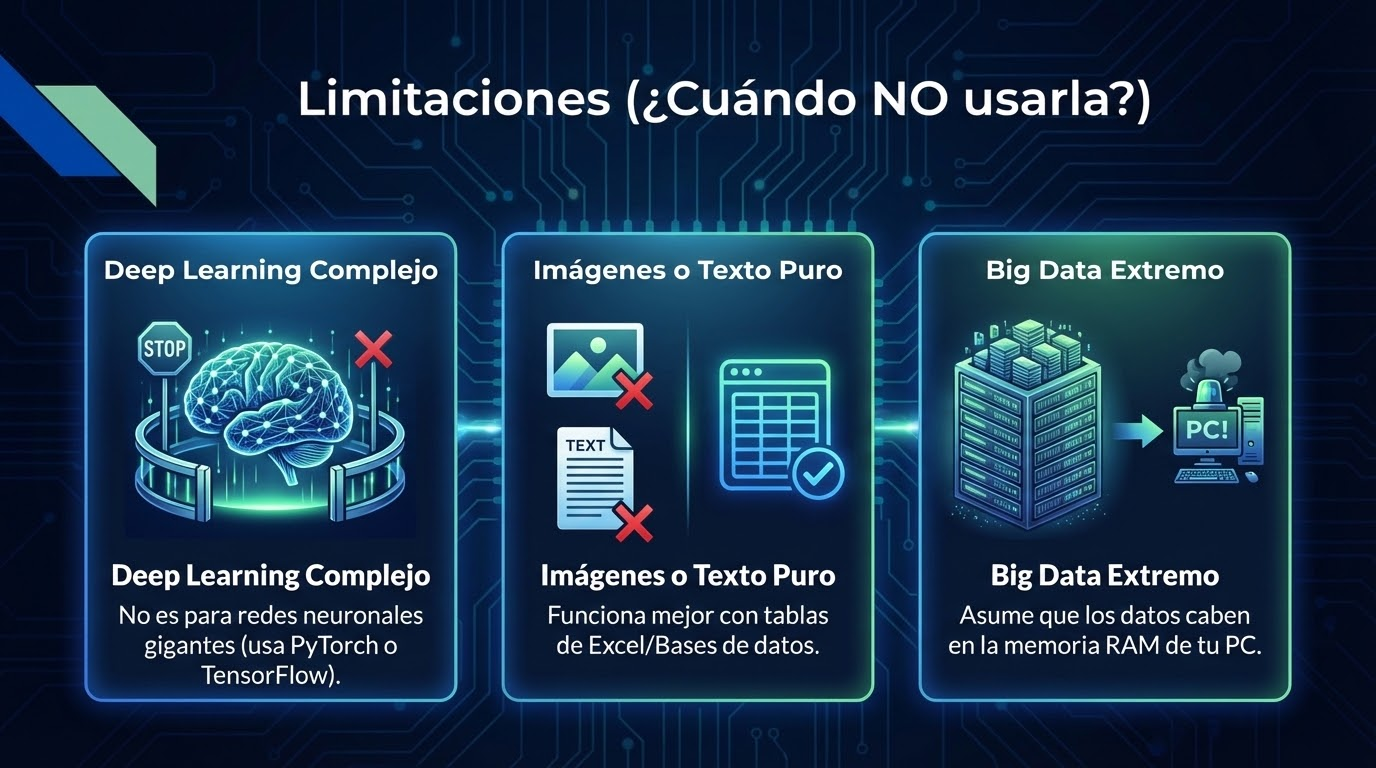 Limitaciones (¿Cuándo NO usarla?)
Deep Learning Complejo
STOP
Deep Learning Complejo
No es para redes neuronales
gigantes (usa PyTorch o
TensorFlow).
Imágenes o Texto Puro
TEXT
Imágenes o Texto Puro
Funciona mejor con tablas
de Excel/Bases de datos.
Big Data Extremo
PC!
Big Data Extremo
Asume que los datos caben
en la memoria RAM de tu PC.